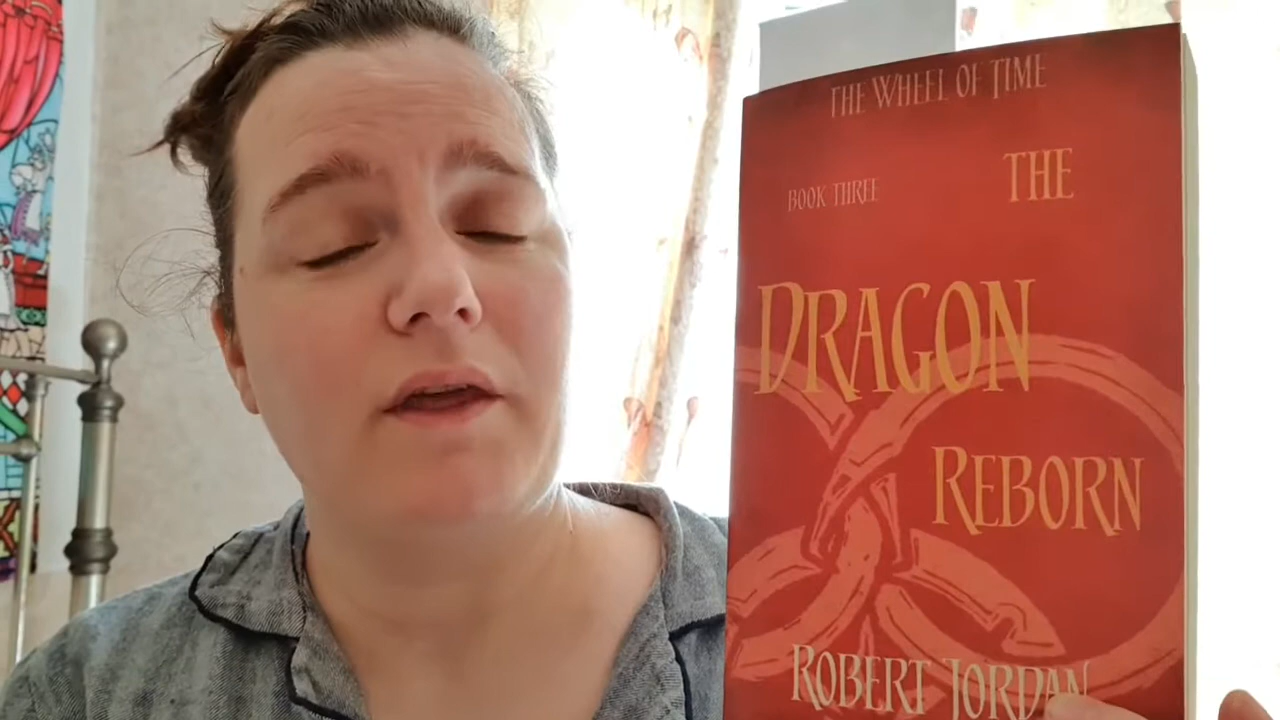 THE WHEEL OF TIME
BOOK THREE
THE
DRAGON
REBORN
ROBERT JORDAN